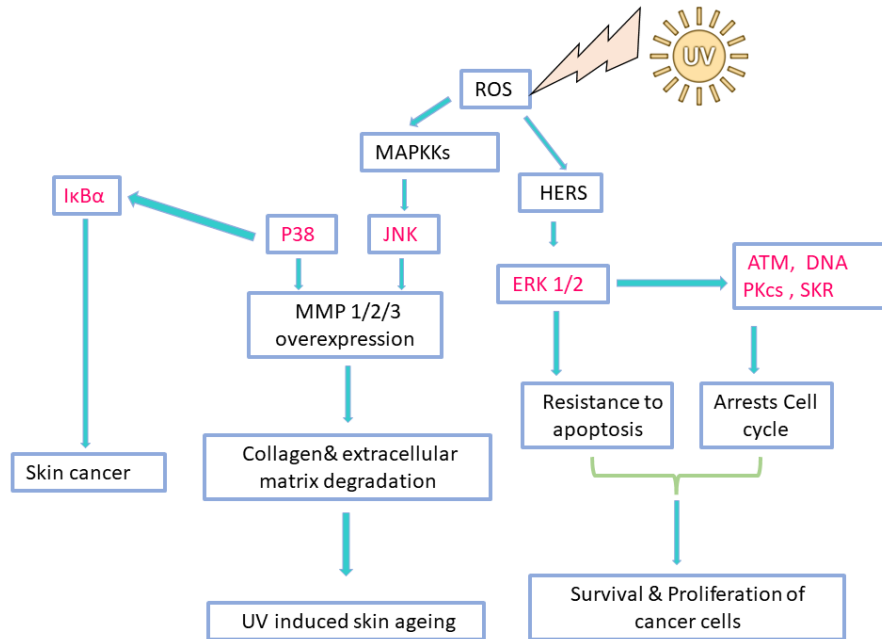 UV
ROS
MAPKKs
HERS
IκBα
P38
JNK
ERK 1/2
ATM, DNA
PKcs , SKR
MMP 1/2/3
overexpression
Resistance to
apoptosis
Arrests Cell
cycle
Skin cancer
Collagen& extracellular
matrix degradation
UV induced skin ageing
Survival & Proliferation of
cancer cells